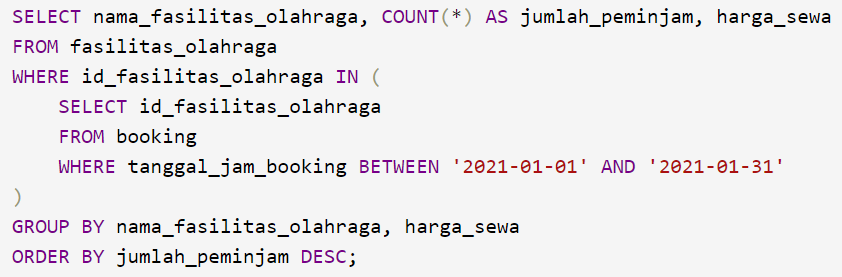 SELECT nama_fasilitas_olahraga, COUNT(*) AS jumlah_peminjam, harga_sewa
FROM fasilitas_olahraga
WHERE id_fasilitas_olahraga IN (
    SELECT id_fasilitas_olahraga
    FROM booking
    WHERE tanggal_jam_booking BETWEEN '2021-01-01' AND '2021-01-31'
)
GROUP BY nama_fasilitas_olahraga, harga_sewa
ORDER BY jumlah_peminjam DESC;